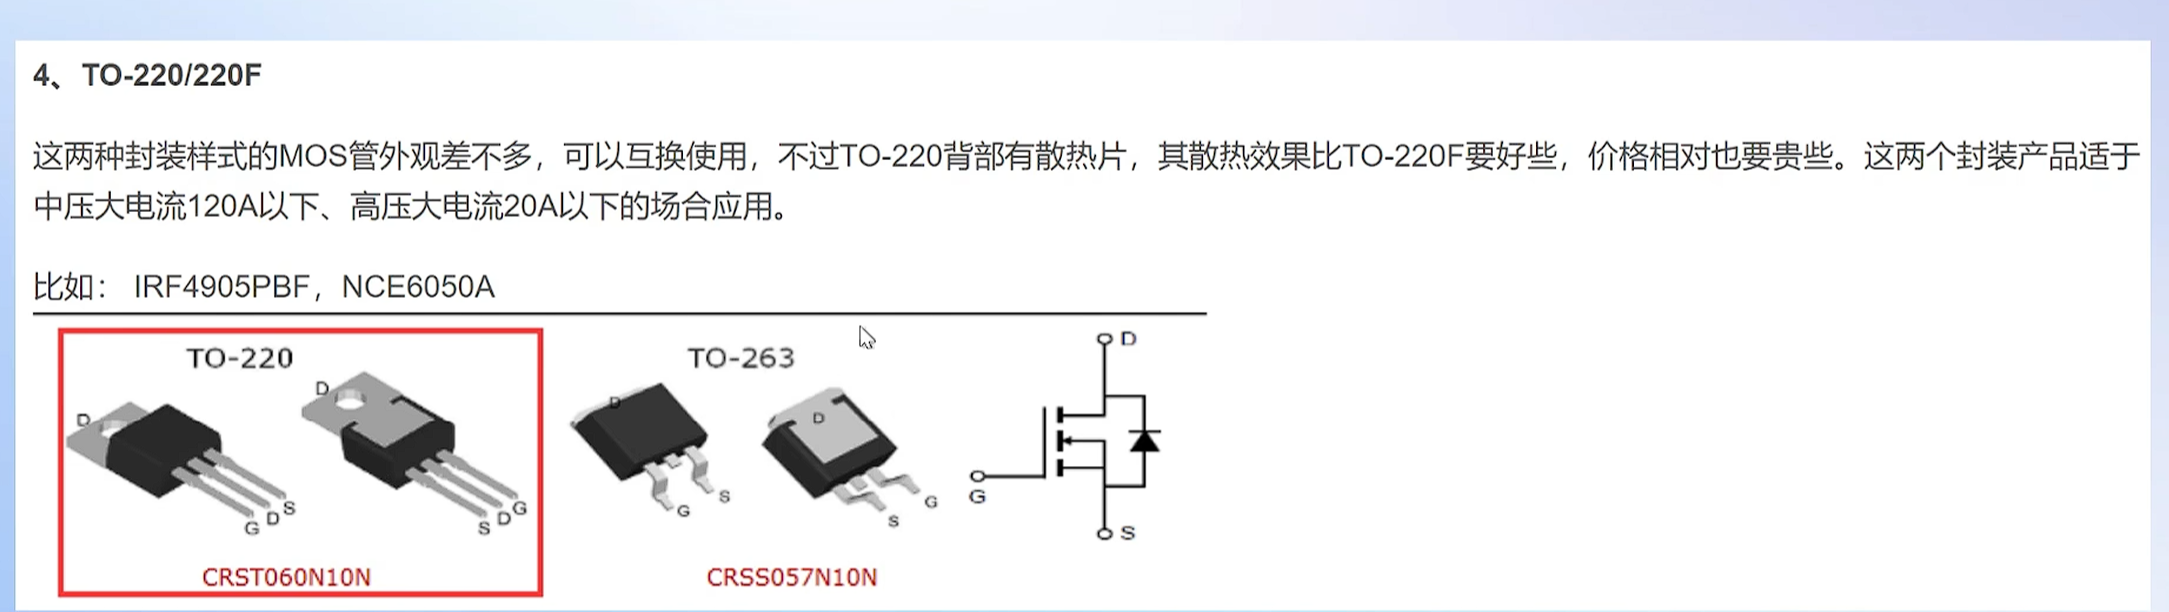 4、TO-220/220F
这两种封装样式的MOS管外观差不多，可以互换使用，不过TO-220背部有散热片，其散热效果比TO-220F要好些，价格相对也要贵些。这两个封装产品适于
中压大电流120A以下、高压大电流20A以下的场合应用。
比如： IRF4905PBF，NCE6050A
TO-220
D
G
D
S
D
S
D
G
CRST060N10N
TO-263
D
G
S
D
G
S
CRSS057N10N
D
G
S